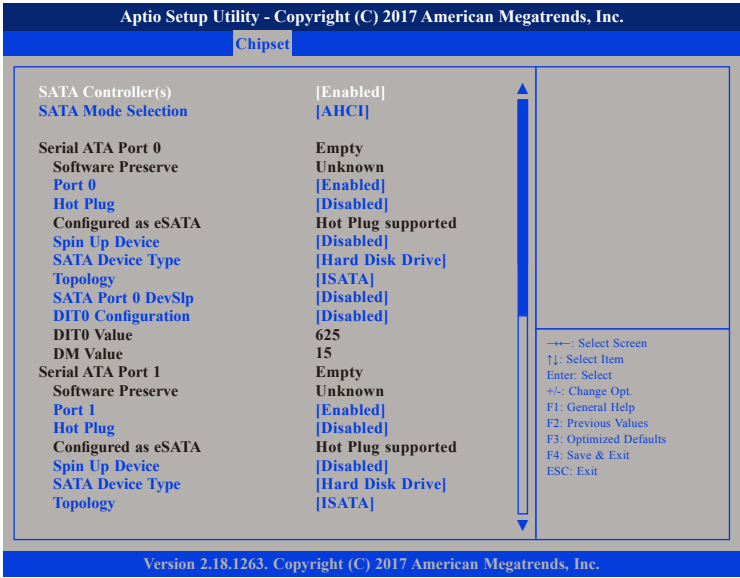 Aptio Setup Utility - Copyright (C) 2017 American Megatrends, Inc.
Chipset
SATA Controller(s) [Enabled]
SATA Mode Selection [AHCI]
Serial ATA Port 0 Empty
Software Preserve Unknown
Port 0 [Enabled]
Hot Plug [Disabled]
Configured as eSATA Hot Plug supported
Spin Up Device [Disabled]
SATA Device Type [Hard Disk Drive]
Topology [ISATA]
SATA Port 0 DevSlp [Disabled]
DIT0 Configuration [Disabled]
DIT0 Value 625
DM Value 15
Serial ATA Port 1 Empty
Software Preserve Unknown
Port 1 [Enabled]
Hot Plug [Disabled]
Configured as eSATA Hot Plug supported
Spin Up Device [Disabled]
SATA Device Type [Hard Disk Drive]
Topology [ISATA]
→←: Select Screen
↑↓: Select Item
Enter: Select
+/-: Change Opt.
F1: General Help
F2: Previous Values
F3: Optimized Defaults
F4: Save & Exit
ESC: Exit
Version 2.18.1263. Copyright (C) 2017 American Megatrends, Inc.